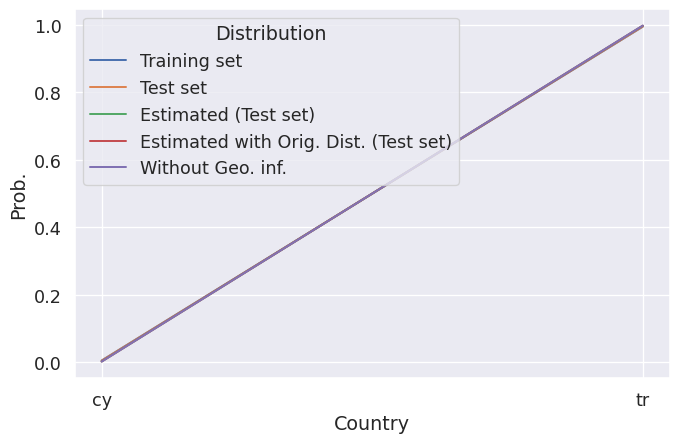 Distribution
Training set
Test set
Estimated (Test set)
Estimated with Orig. Dist. (Test set)
Without Geo. inf.
1.0
0.8
0.6
0.4
0.2
0.0
Prob.
cy
tr
Country